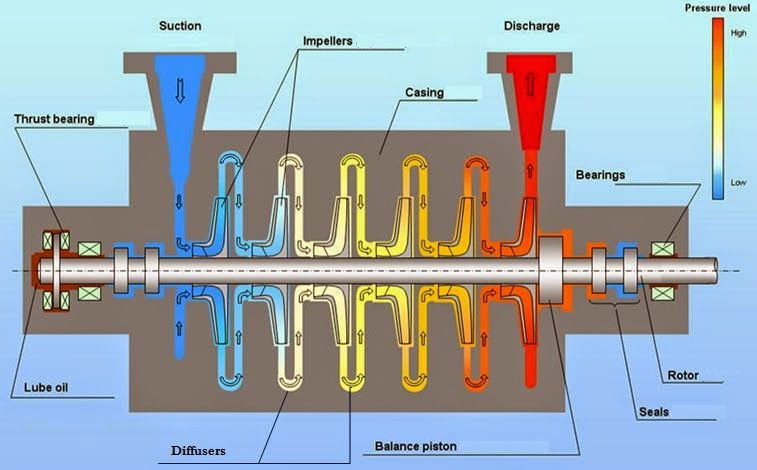 Pressure level
Suction
Discharge
High
Impellers
Casing
Thrust bearing
Bearings
Low
Rotor
Lube oil
Seals
Diffusers
Balance piston